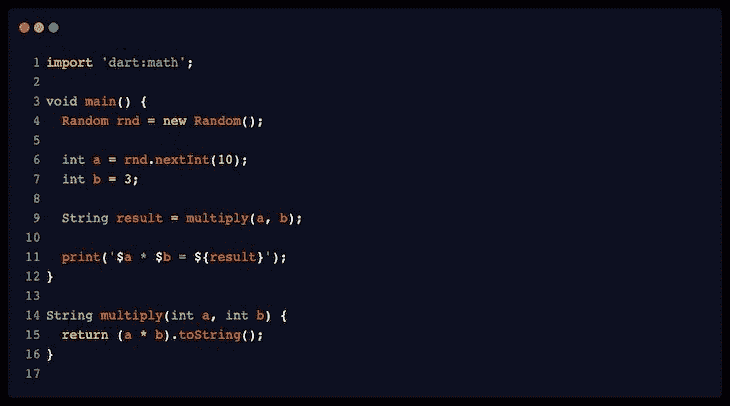 1 import 'dart:math';
2
3 void main() {
4   Random rnd = new Random();
5
6   int a = rnd.nextInt(10);
7   int b = 3;
8
9   String result = multiply(a, b);
10
11   print('$a * $b = ${result}');
12 }
13
14 String multiply(int a, int b) {
15   return (a * b).toString();
16 }
17